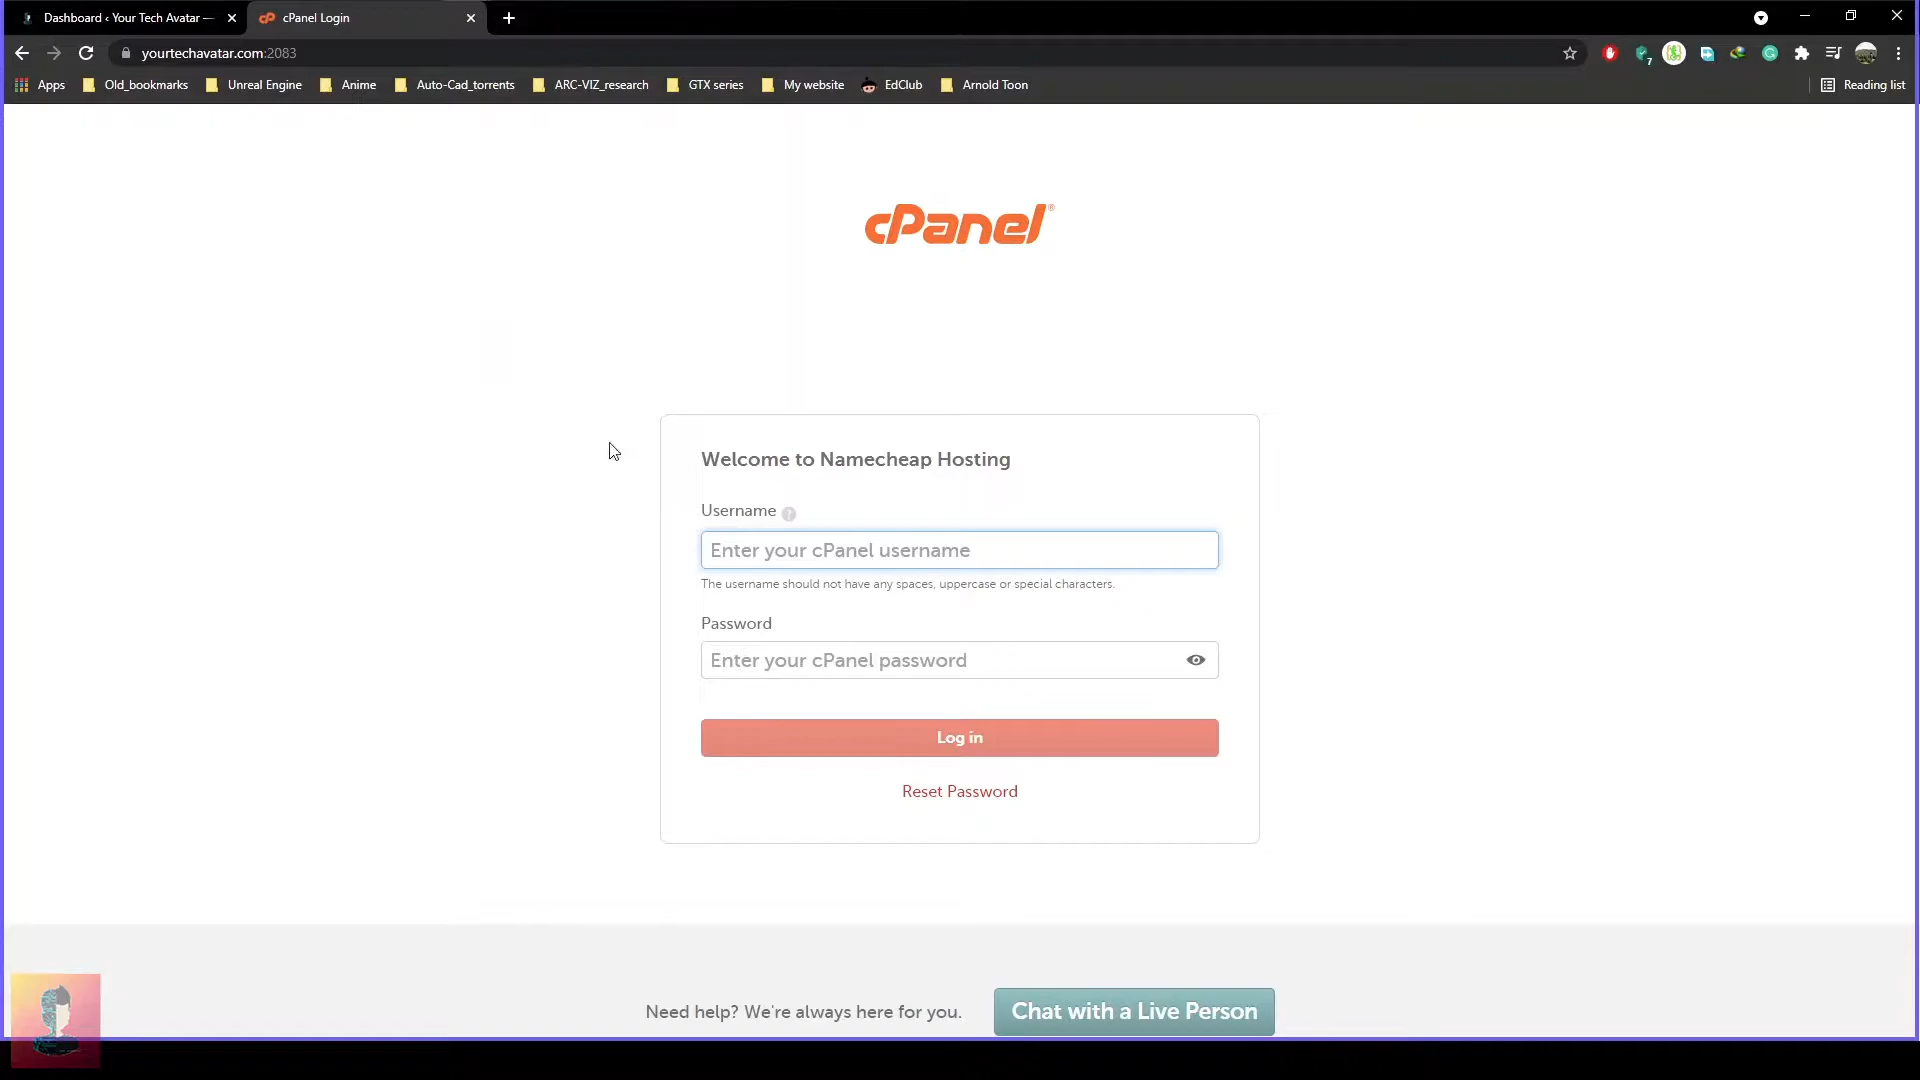 Dashboard ‹ Your Tech Avatar —
cPanel Login
yourtechavatar.com:2083
7
Apps
Old_bookmarks
Unreal Engine
Anime
Auto-Cad_torrents
ARC-VIZ_research
GTX series
My website
EdClub
Arnold Toon
Reading list
cPanel®
Welcome to Namecheap Hosting
Username ?
Enter your cPanel username
The username should not have any spaces, uppercase or special characters.
Password
Enter your cPanel password
Log in
Reset Password
Need help? We're always here for you.
Chat with a Live Person